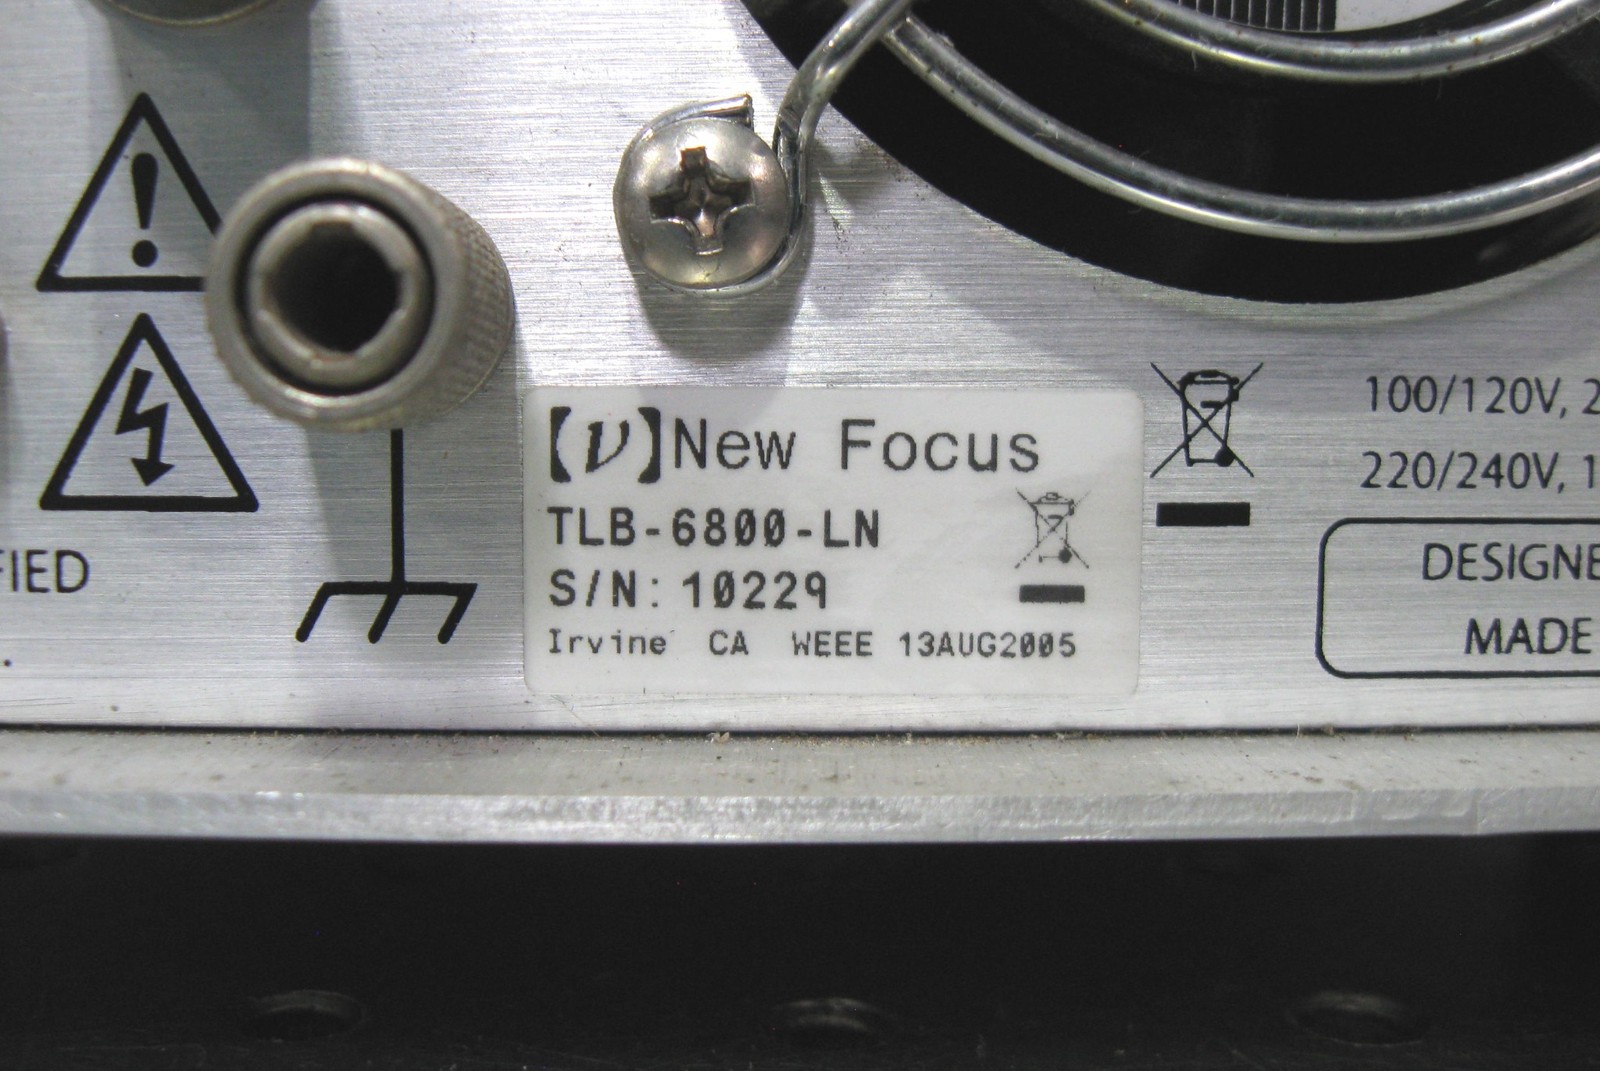 【ν】New Focus
TLB-6800-LN
S/N: 10229
Irvine CA WEEE 13AUG2005
100/120V, 2
220/240V, 1
FIED
DESIGNE
MADE